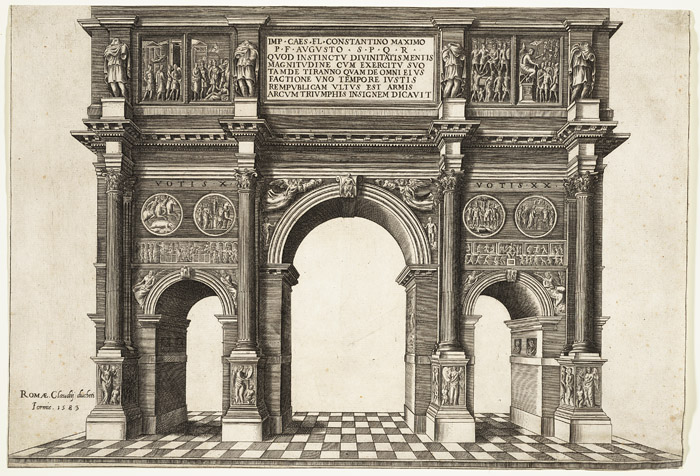 IMP · CAES · FL · CONSTANTINO MAXIMO
P · F · AVGVSTO · S · P · Q · R ·
QVOD INSTINCTV DIVINITATIS MENTIS
MAGNITVDINE CVM EXERCITV SVO
TAM DE TIRANNO QVAM DE OMNI EIVS
FACTIONE VNO TEMPORE IVSTIS
REMPVBLICAM VLTVS EST ARMIS
ARCVM TRIVMPHIS INSIGNEM DICAVIT
VOTIS X
VOTIS XX
ROMÆ Claudij ducheti
formis. 1583